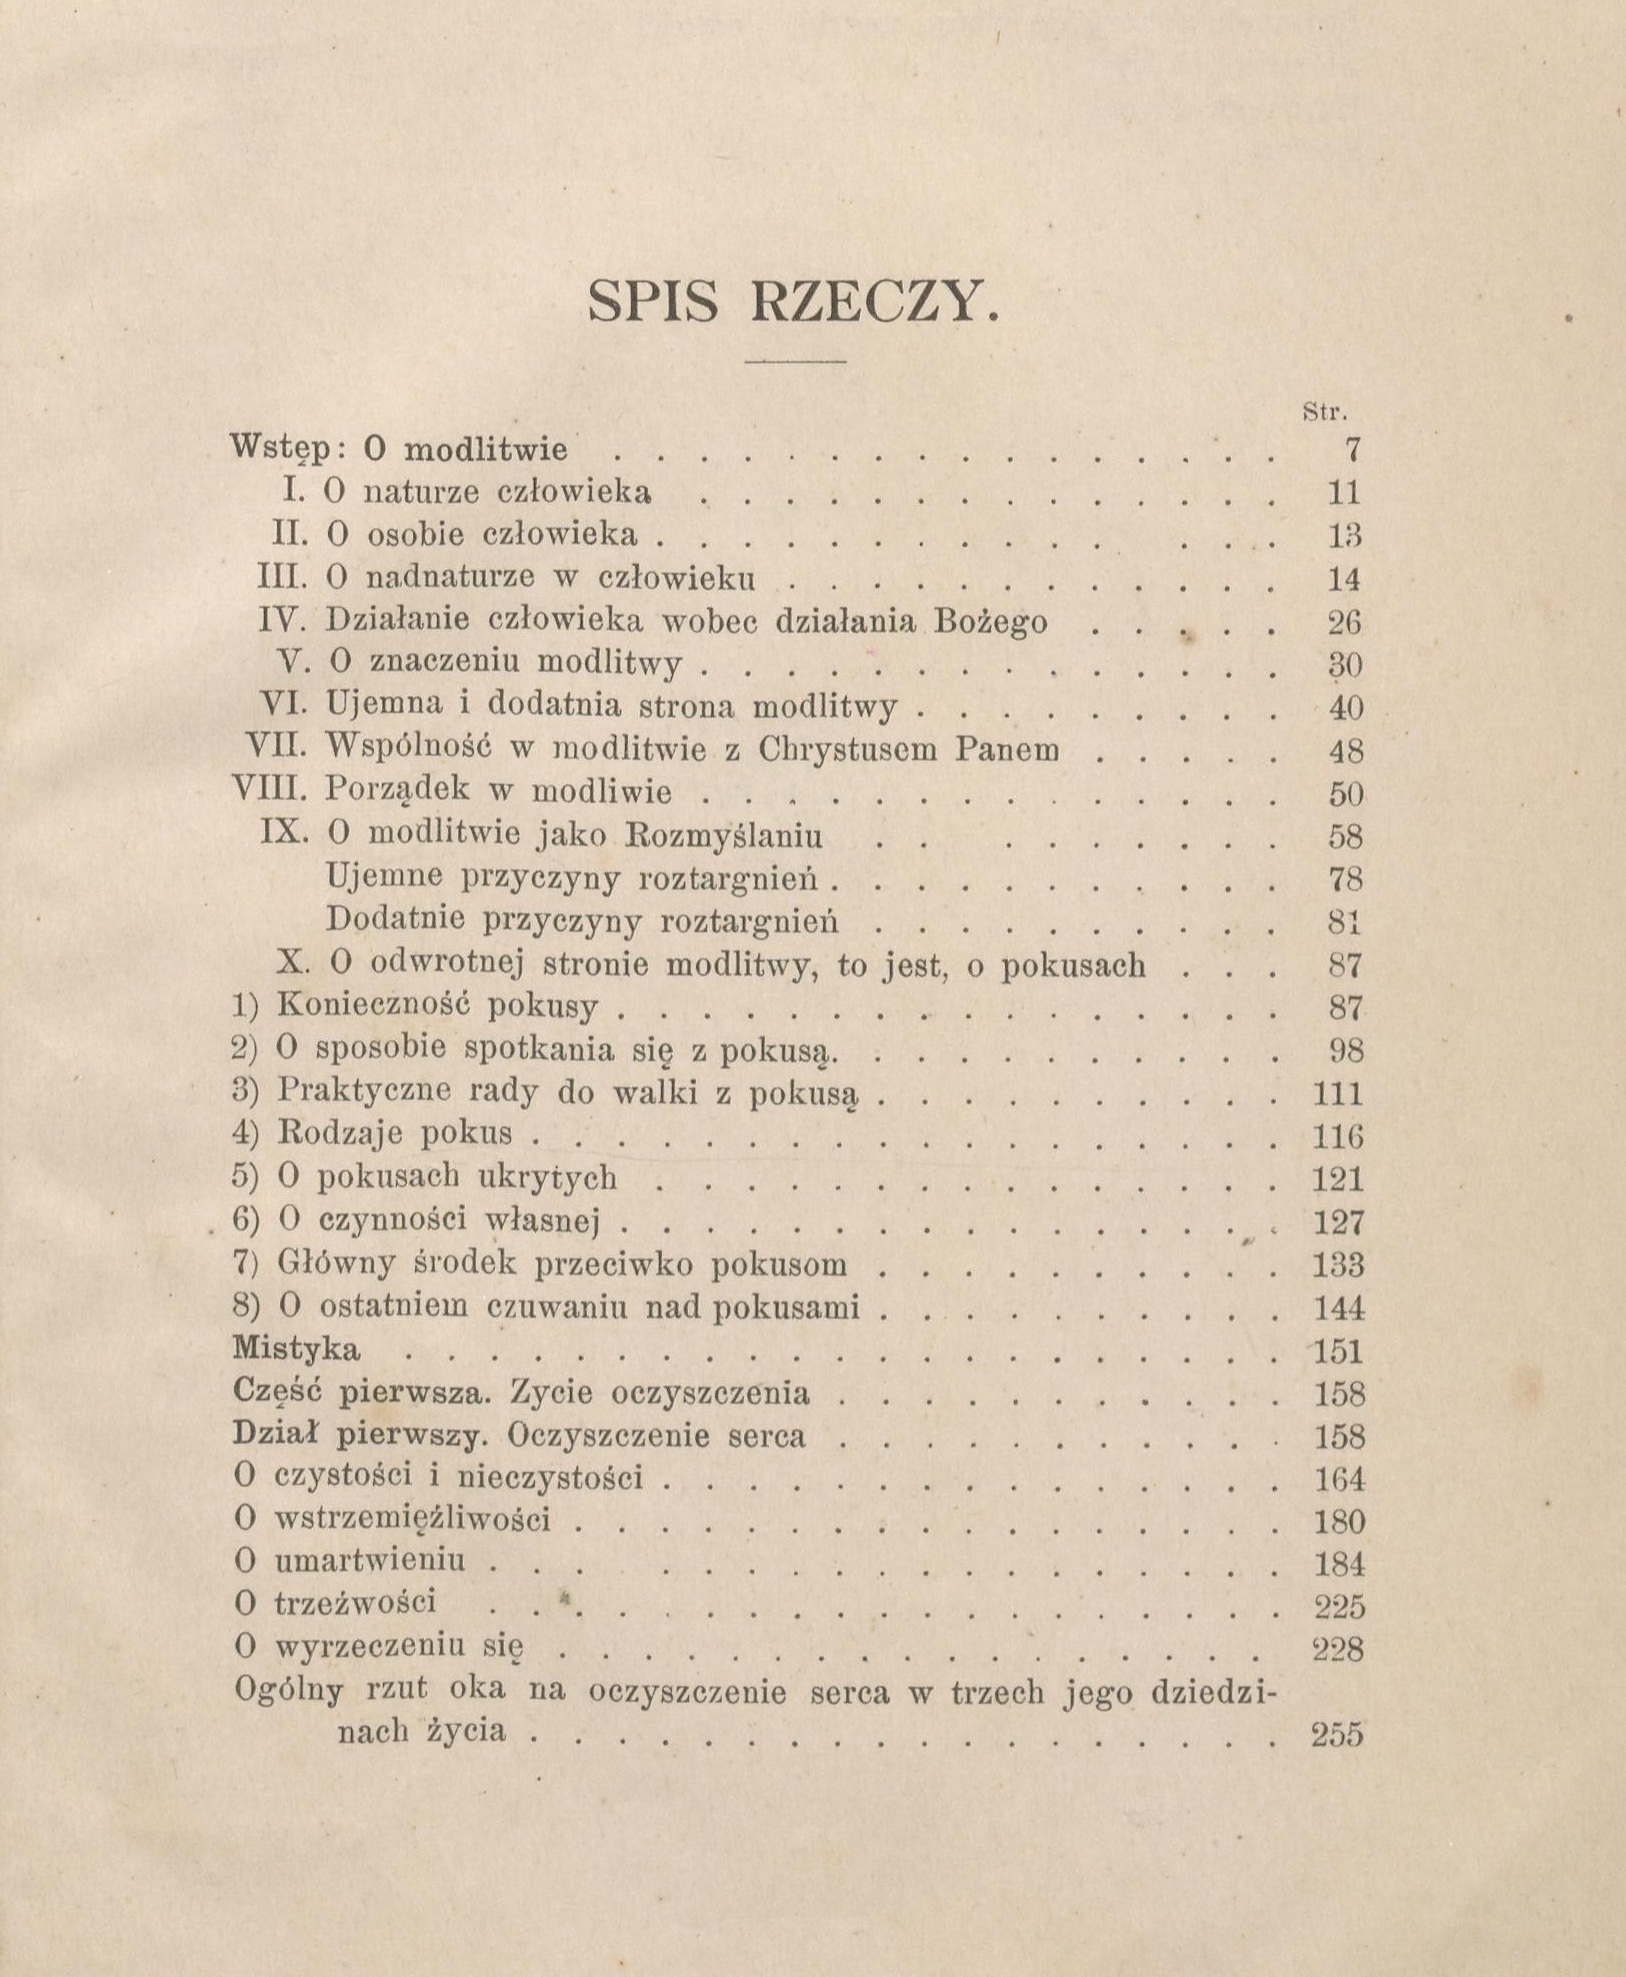 SPIS RZECZY.
Str.
Wstęp: O modlitwie . . . . . . . . . . . . . . . . 7
I. O naturze człowieka . . . . . . . . . . . . . . 11
II. O osobie człowieka . . . . . . . . . . . . . . 13
III. O nadnaturze w człowieku . . . . . . . . . . . . 14
IV. Działanie człowieka wobec działania Bożego . . . . . 26
V. O znaczeniu modlitwy . . . . . . . . . . . . . . 30
VI. Ujemna i dodatnia strona modlitwy . . . . . . . . . 40
VII. Wspólność w modlitwie z Chrystusem Panem . . . . . 48
VIII. Porządek w modliwie . . . . . . . . . . . . . . 50
IX. O modlitwie jako Rozmyślaniu . . . . . . . . . 58
Ujemne przyczyny roztargnień . . . . . . . . . . . 78
Dodatnie przyczyny roztargnień . . . . . . . . . . 81
X. O odwrotnej stronie modlitwy, to jest, o pokusach . . . 87
1) Konieczność pokusy . . . . . . . . . . . . . . . . 87
2) O sposobie spotkania się z pokusą. . . . . . . . . . . 98
3) Praktyczne rady do walki z pokusą . . . . . . . . . . 111
4) Rodzaje pokus . . . . . . . . . . . . . . . . . . 116
5) O pokusach ukrytych . . . . . . . . . . . . . . . 121
6) O czynności własnej . . . . . . . . . . . . . . . . 127
7) Główny środek przeciwko pokusom . . . . . . . . . . 133
8) O ostatniem czuwaniu nad pokusami . . . . . . . . . . 144
Mistyka . . . . . . . . . . . . . . . . . . . . . 151
Część pierwsza. Zycie oczyszczenia . . . . . . . . . . . 158
Dział pierwszy. Oczyszczenie serca . . . . . . . . . . . 158
O czystości i nieczystości . . . . . . . . . . . . . . . 164
O wstrzemięźliwości . . . . . . . . . . . . . . . . . 180
O umartwieniu . . . . . . . . . . . . . . . . . . 184
O trzeźwości . . . . . . . . . . . . . . . . . . . 225
O wyrzeczeniu się . . . . . . . . . . . . . . . . . 228
Ogólny rzut oka na oczyszczenie serca w trzech jego dziedzi-
nach życia . . . . . . . . . . . . . . . . . . 255